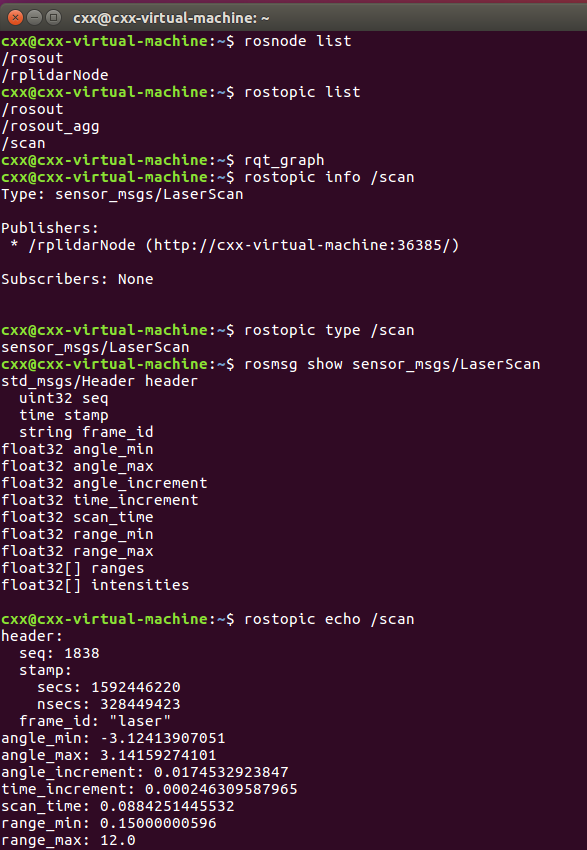 cxx@cxx-virtual-machine: ~
cxx@cxx-virtual-machine:~$ rosnode list
/rosout
/rplidarNode
cxx@cxx-virtual-machine:~$ rostopic list
/rosout
/rosout_agg
/scan
cxx@cxx-virtual-machine:~$ rqt_graph
cxx@cxx-virtual-machine:~$ rostopic info /scan
Type: sensor_msgs/LaserScan
Publishers:
 * /rplidarNode (http://cxx-virtual-machine:36385/)
Subscribers: None
cxx@cxx-virtual-machine:~$ rostopic type /scan
sensor_msgs/LaserScan
cxx@cxx-virtual-machine:~$ rosmsg show sensor_msgs/LaserScan
std_msgs/Header header
  uint32 seq
  time stamp
  string frame_id
float32 angle_min
float32 angle_max
float32 angle_increment
float32 time_increment
float32 scan_time
float32 range_min
float32 range_max
float32[] ranges
float32[] intensities
cxx@cxx-virtual-machine:~$ rostopic echo /scan
header:
  seq: 1838
  stamp:
    secs: 1592446220
    nsecs: 328449423
  frame_id: "laser"
angle_min: -3.12413907051
angle_max: 3.14159274101
angle_increment: 0.0174532923847
time_increment: 0.000246309587965
scan_time: 0.0884251445532
range_min: 0.15000000596
range_max: 12.0